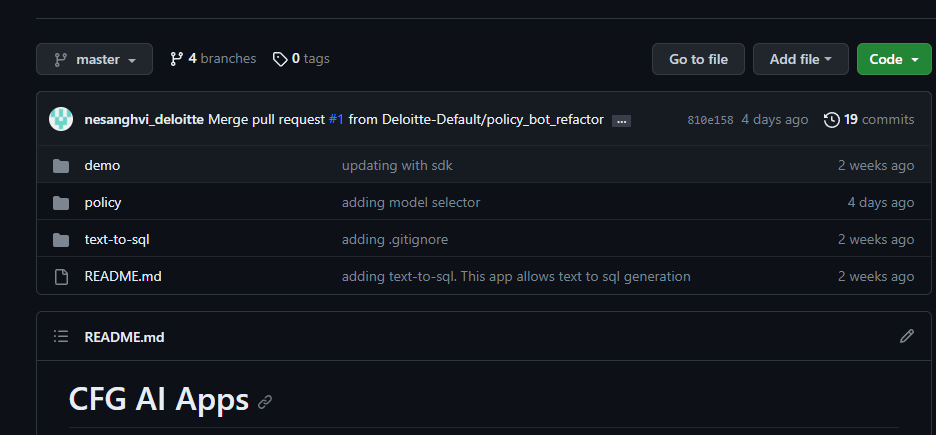 master 4 branches 0 tags Go to file Add file Code
nesanghvi_deloitte Merge pull request #1 from Deloitte-Default/policy_bot_refactor ... 810e158 4 days ago 19 commits
demo updating with sdk 2 weeks ago
policy adding model selector 4 days ago
text-to-sql adding .gitignore 2 weeks ago
README.md adding text-to-sql. This app allows text to sql generation 2 weeks ago
README.md
CFG AI Apps